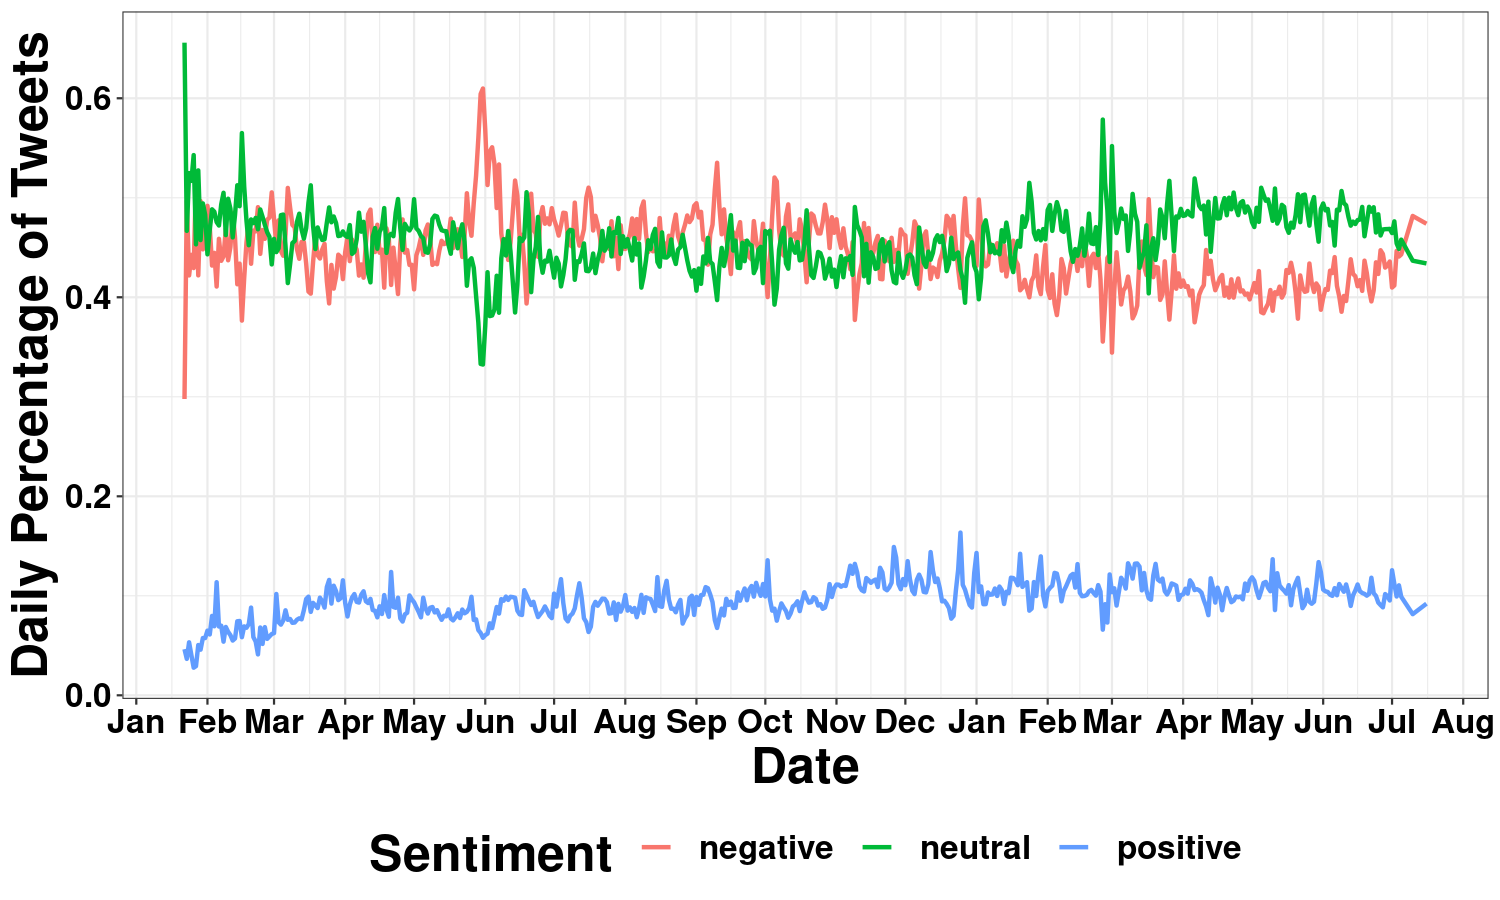 Daily Percentage of Tweets
0.6
0.4
0.2
0.0
Jan Feb Mar Apr May Jun Jul Aug Sep Oct Nov Dec Jan Feb Mar Apr May Jun Jul Aug
Date
Sentiment negative neutral positive